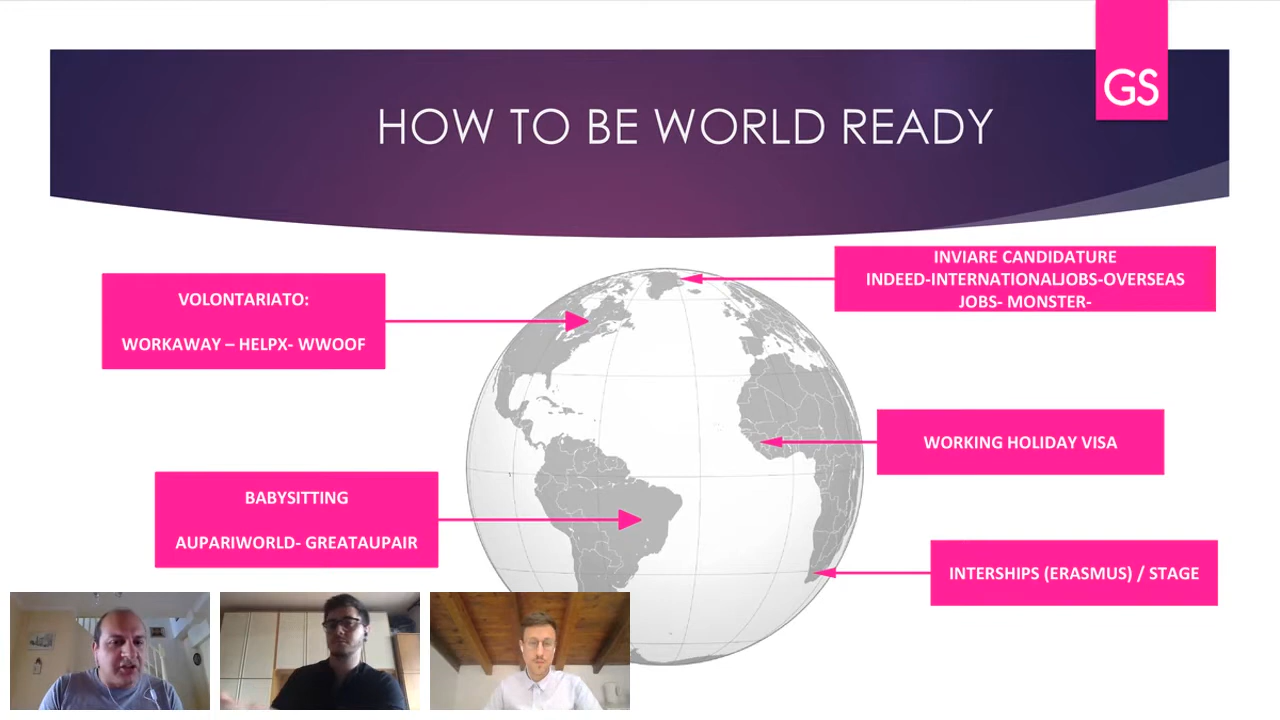 GS
HOW TO BE WORLD READY
INVIARE CANDIDATURE
INDEED-INTERNATIONALJOBS-OVERSEAS
JOBS- MONSTER-
VOLONTARIATO:
WORKAWAY – HELPX- WWOOF
WORKING HOLIDAY VISA
BABYSITTING
AUPARIWORLD- GREATAUPAIR
INTERSHIPS (ERASMUS) / STAGE